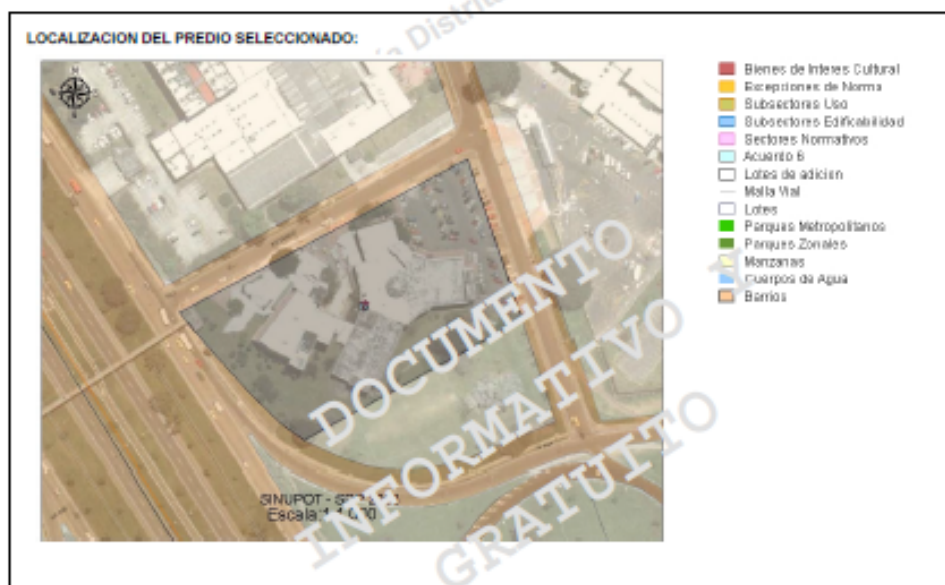 ía Distri
LOCALIZACION DEL PREDIO SELECCIONADO:
N
Bienes de Interes Cultural
Excepciones de Norma
Subsectores Uso
Subsectores Edificabilidad
Sectores Normativos
Acuerdo 6
Lotes de adicion
Malla Vial
Lotes
Parques Metropolitanos
Parques Zonales
Manzanas
Cuerpos de Agua
Barrios
DOCUMENTO
INFORMATIVO Y
GRATUITO
SINUPOT -
Escala: